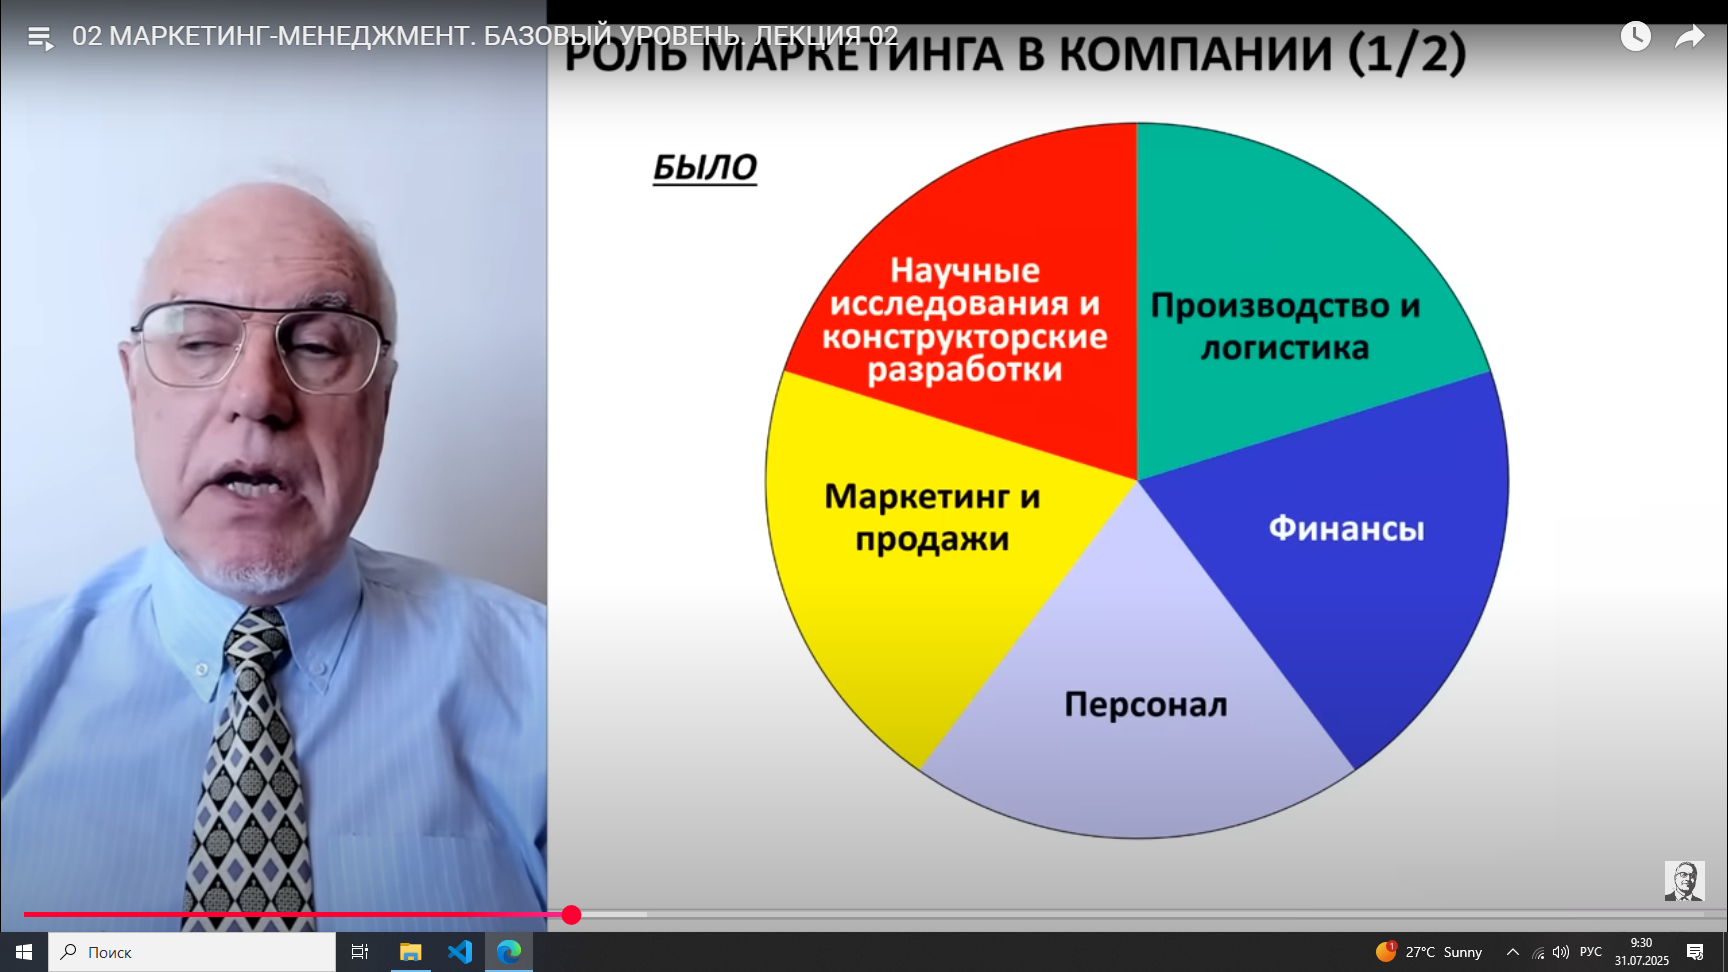 02 МАРКЕТИНГ-МЕНЕДЖМЕНТ. БАЗОВЫЙ УРОВЕНЬ. ЛЕКЦИЯ 02
РОЛЬ МАРКЕТИНГА В КОМПАНИИ (1/2)
БЫЛО
Научные
исследования и
конструкторские
разработки
Производство и
логистика
Маркетинг и
продажи
Финансы
Персонал
Поиск
1
27°C Sunny
РУС
9:30
31.07.2025